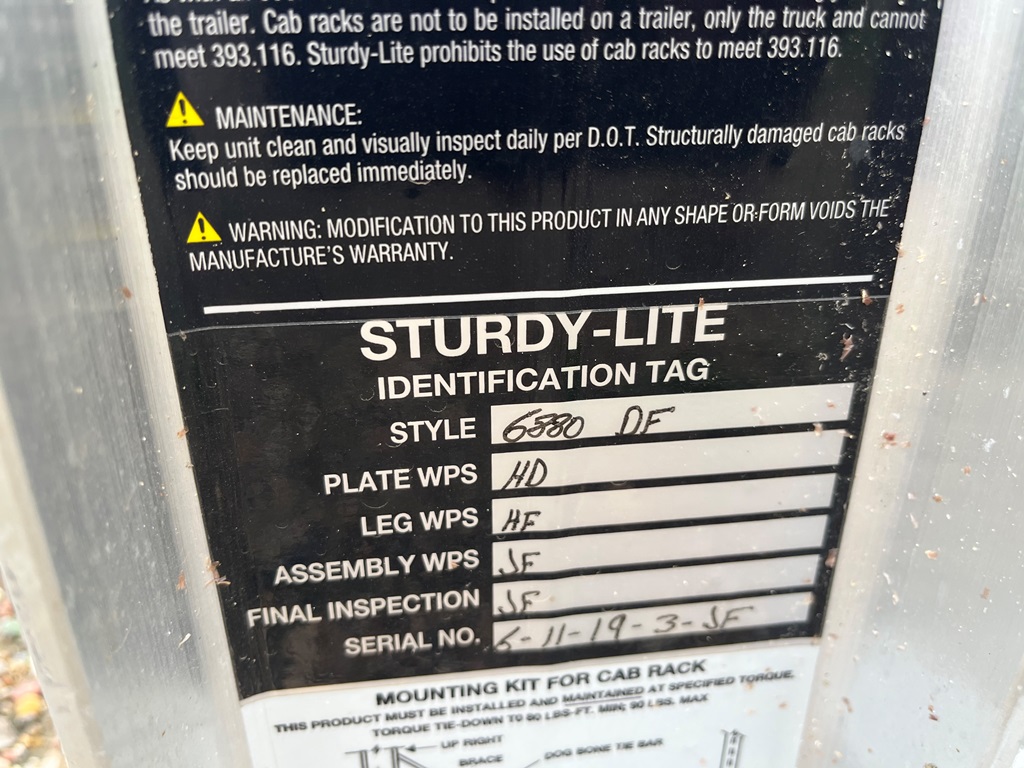 the trailer. Cab racks are not to be installed on a trailer, only the truck and cannot
meet 393.116. Sturdy-Lite prohibits the use of cab racks to meet 393.116.
MAINTENANCE:
Keep unit clean and visually inspect daily per D.O.T. Structurally damaged cab racks
should be replaced immediately.
WARNING: MODIFICATION TO THIS PRODUCT IN ANY SHAPE OR FORM VOIDS THE
MANUFACTURE'S WARRANTY.
STURDY-LITE
IDENTIFICATION TAG
STYLE 6880 DF
PLATE WPS HD
LEG WPS HF
ASSEMBLY WPS JF
FINAL INSPECTION JF
SERIAL NO. 6-11-19-3-JF
MOUNTING KIT FOR CAB RACK
THIS PRODUCT MUST BE INSTALLED AND MAINTAINED AT SPECIFIED TORQUE.
TORQUE TIE-DOWN TO 80 LBS-FT. MIN; 90 LBS. MAX
UP RIGHT
BRACE
DOG BONE TIE BAR